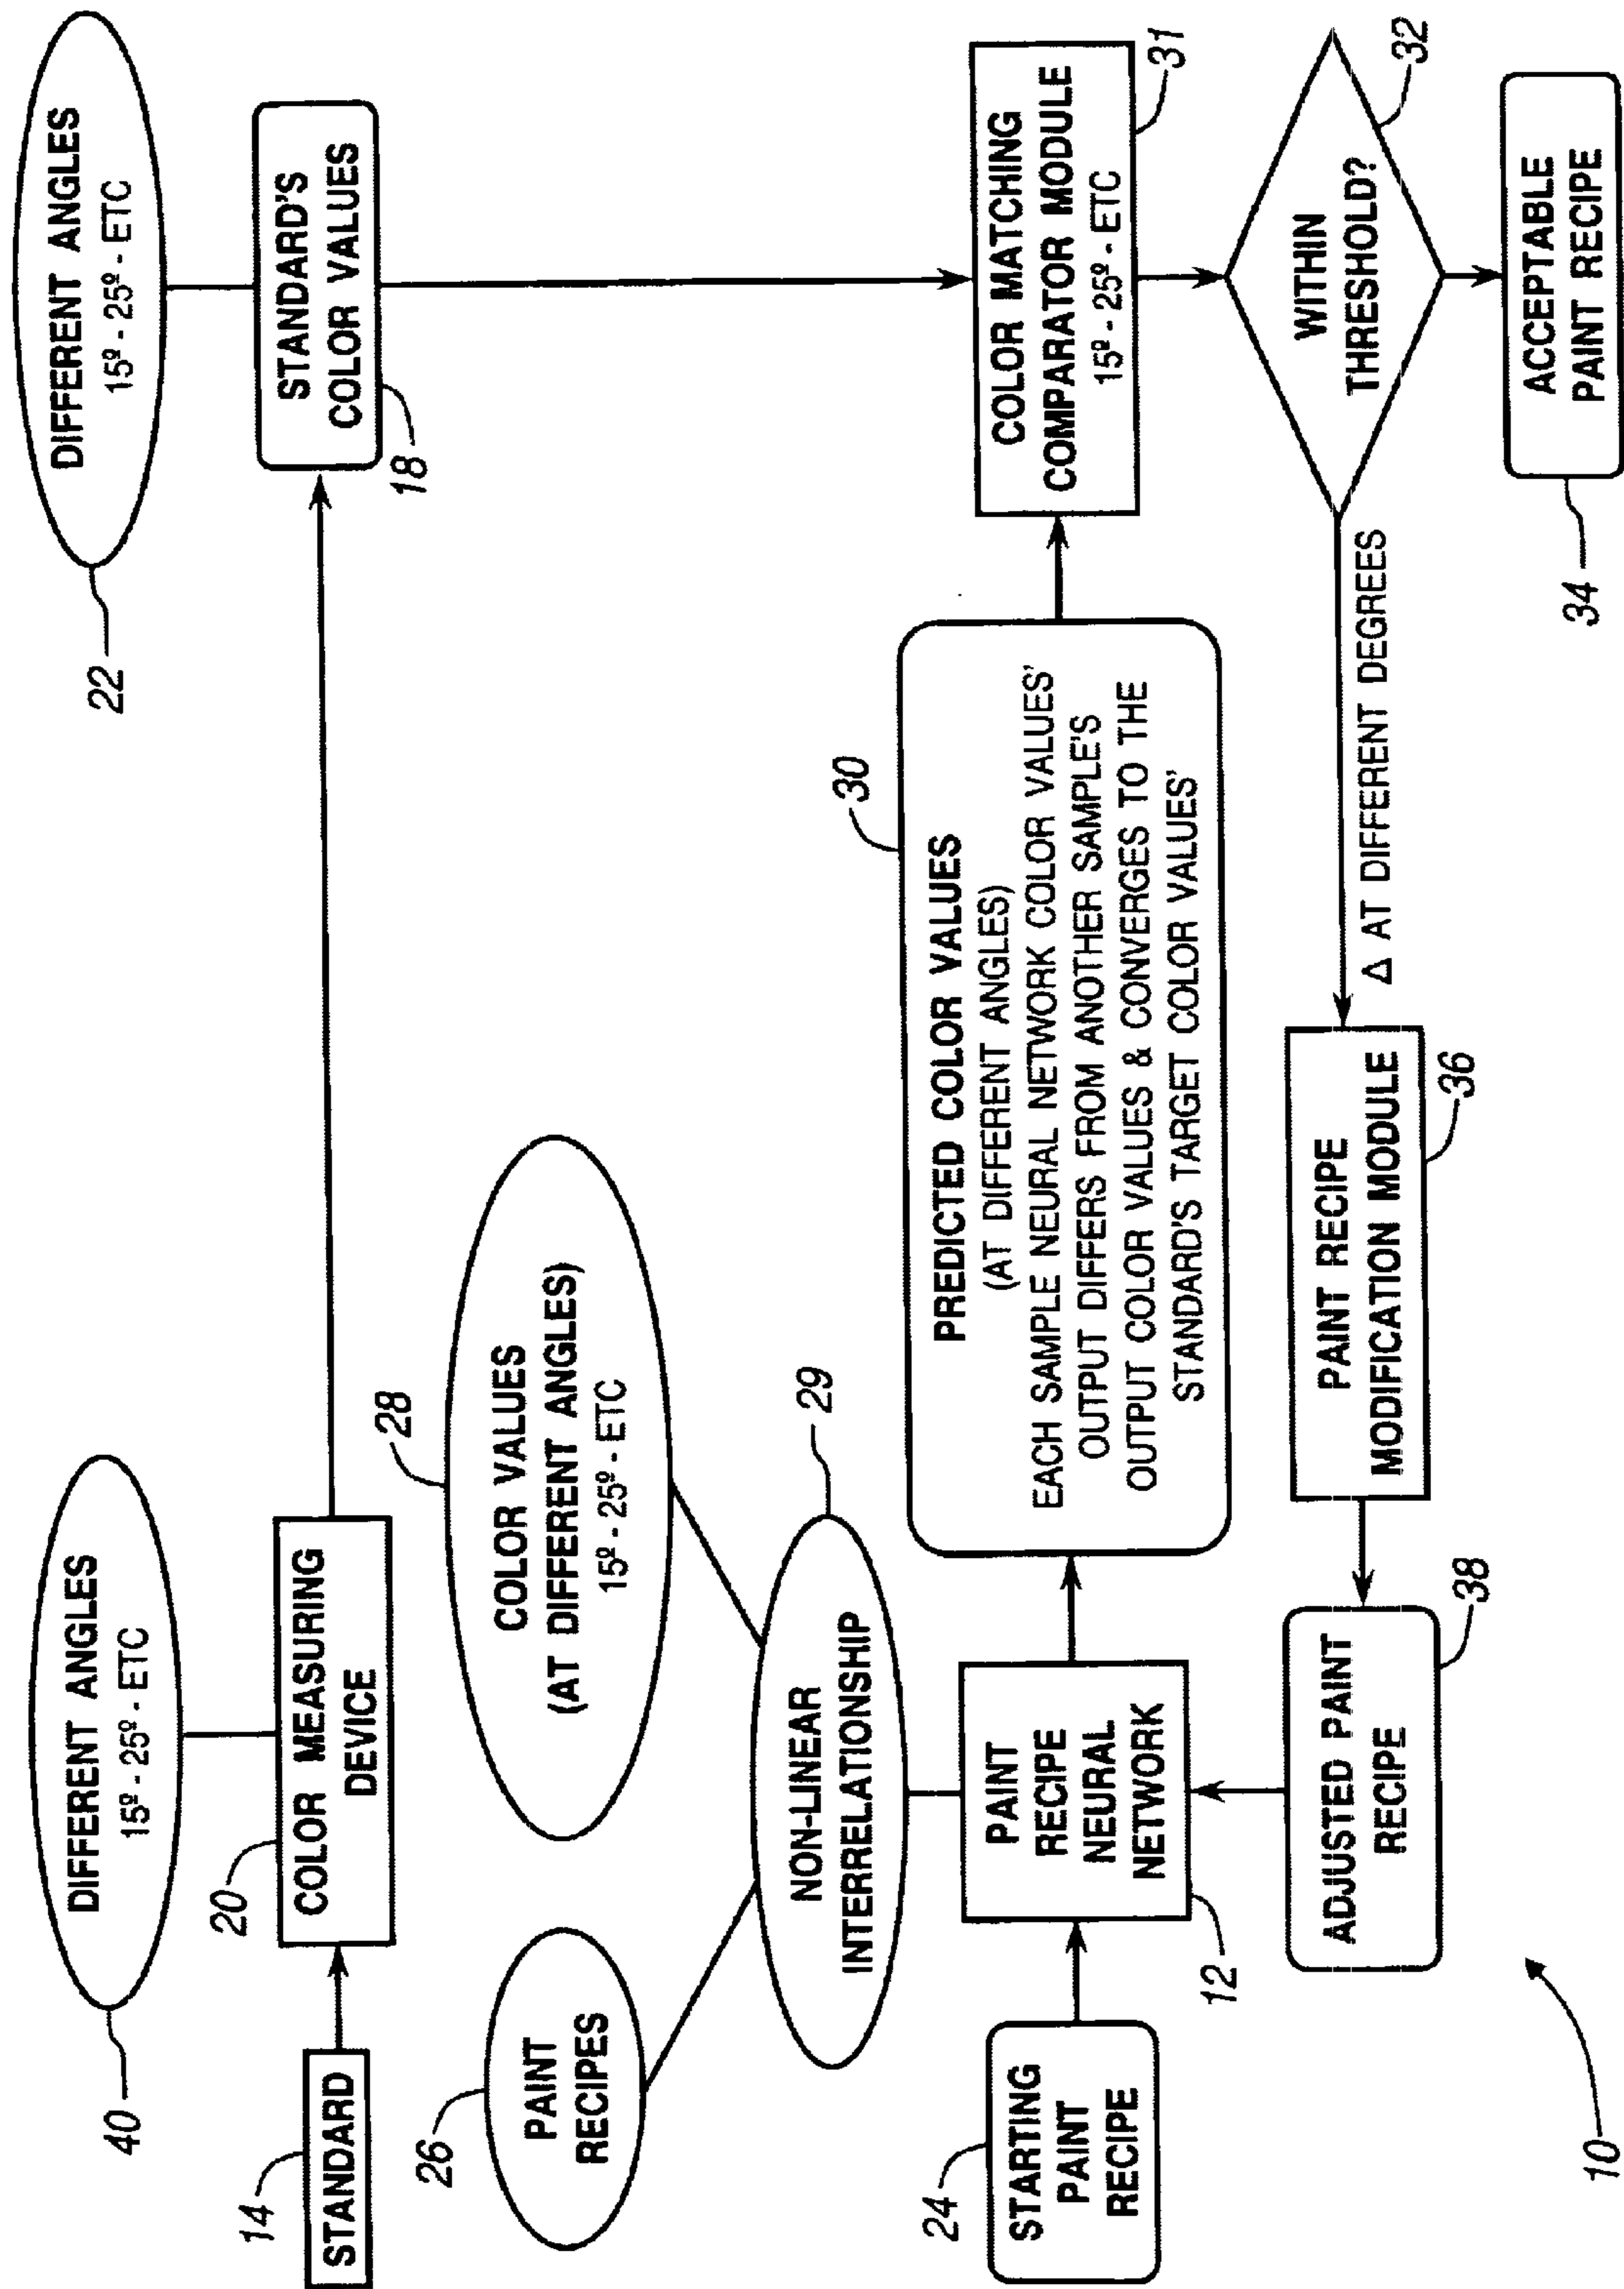 40
DIFFERENT ANGLES
15º - 25º - ETC
22
DIFFERENT ANGLES
15º - 25º - ETC
14
STANDARD
20
COLOR MEASURING
DEVICE
STANDARD'S
COLOR VALUES
18
26
PAINT
RECIPES
28
COLOR VALUES
(AT DIFFERENT ANGLES)
15º - 25º - ETC
NON-LINEAR
INTERRELATIONSHIP
29
24
STARTING
PAINT
RECIPE
PAINT
RECIPE
NEURAL
NETWORK
12
30
PREDICTED COLOR VALUES
(AT DIFFERENT ANGLES)
EACH SAMPLE NEURAL NETWORK COLOR VALUES'
OUTPUT DIFFERS FROM ANOTHER SAMPLE'S
OUTPUT COLOR VALUES & CONVERGES TO THE
STANDARD'S TARGET COLOR VALUES'
COLOR MATCHING
COMPARATOR MODULE
15º - 25º - ETC
31
WITHIN
THRESHOLD?
32
Δ AT DIFFERENT DEGREES
ADJUSTED PAINT
RECIPE
38
PAINT RECIPE
MODIFICATION MODULE
36
ACCEPTABLE
PAINT RECIPE
34
10